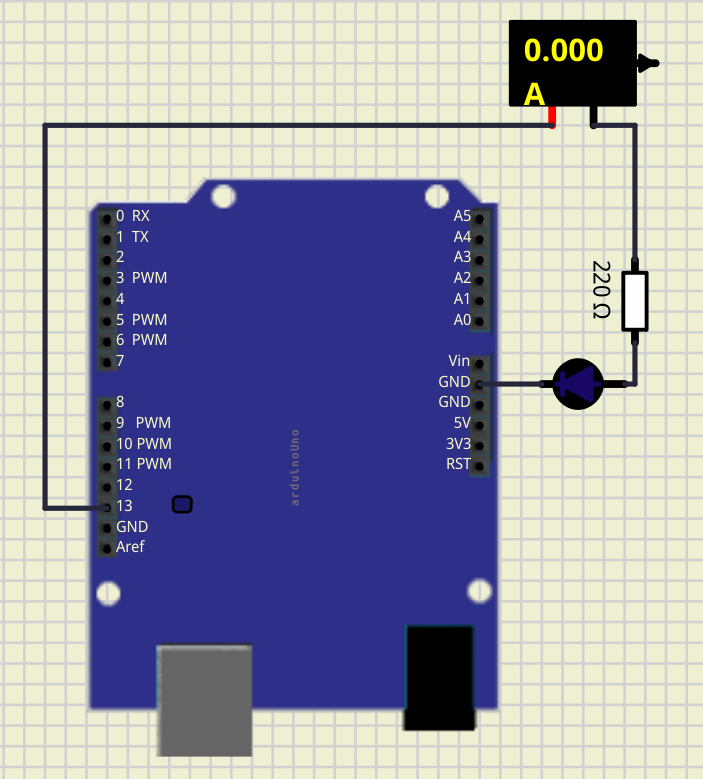 0.000
A
220 Ω
0 RX
1 TX
2
3 PWM
4
5 PWM
6 PWM
7
8
9 PWM
10 PWM
11 PWM
12
13
GND
Aref
A5
A4
A3
A2
A1
A0
Vin
GND
GND
5V
3V3
RST
arduinoUno